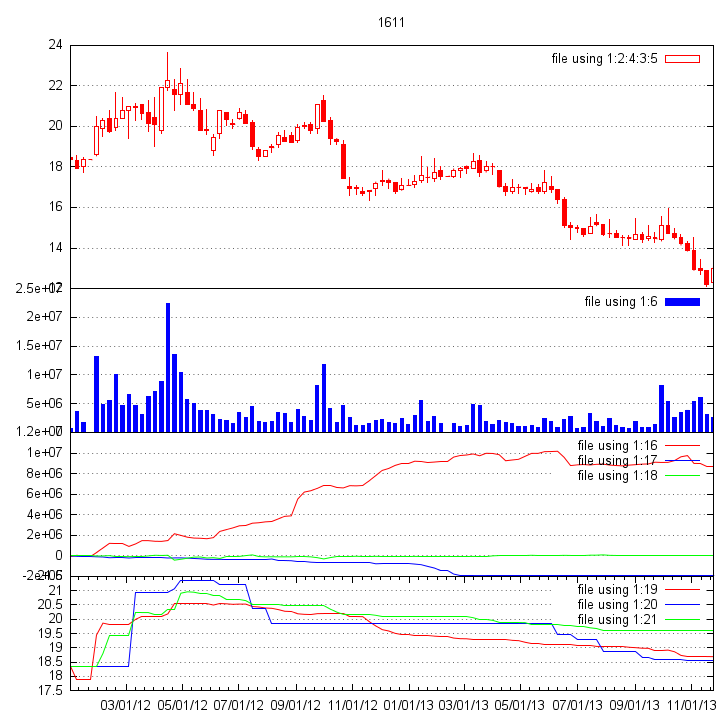 1611
24
file using 1:2:4:3:5
22
20
18
16
14
12
2.5e+07
file using 1:6
2e+07
1.5e+07
1e+07
5e+06
0
1.2e+07
file using 1:16
1e+07
file using 1:17
8e+06
file using 1:18
6e+06
4e+06
2e+06
0
-2e+06
21
file using 1:19
20.5
file using 1:20
20
file using 1:21
19.5
19
18.5
18
17.5
03/01/12 05/01/12 07/01/12 09/01/12 11/01/12 01/01/13 03/01/13 05/01/13 07/01/13 09/01/13 11/01/13